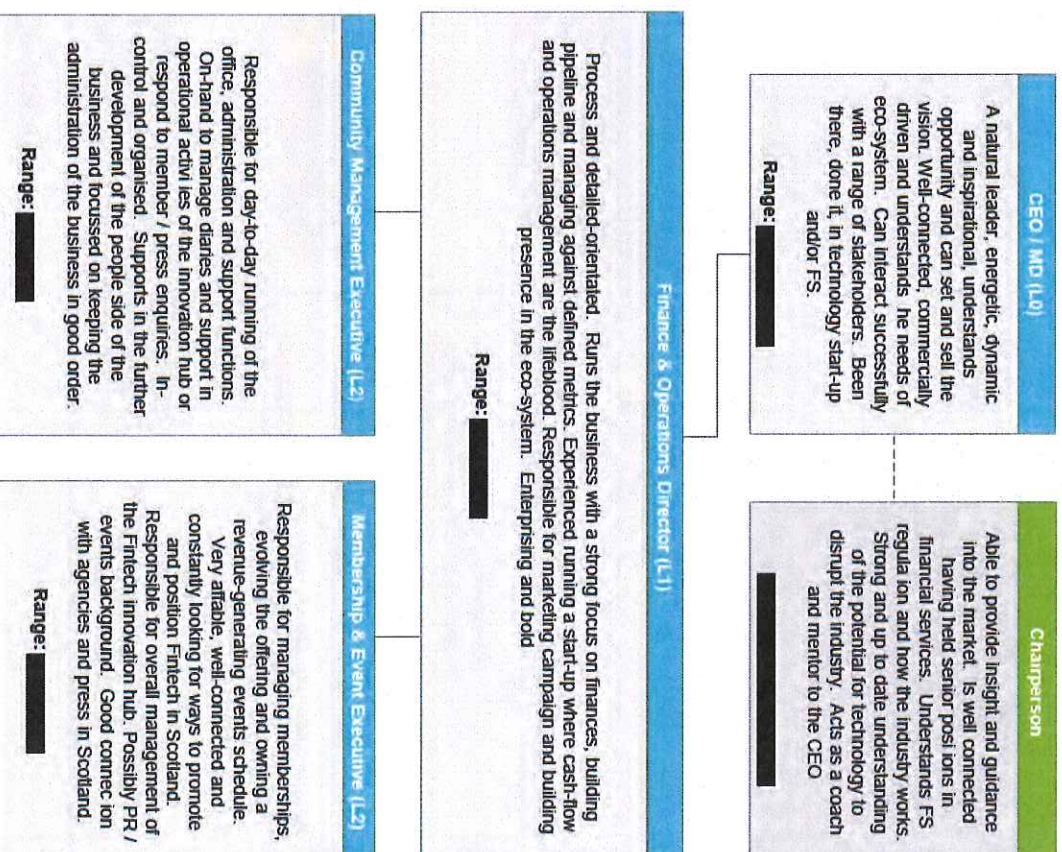 CEO / MD (L0)
A natural leader, energetic, dynamic
and inspirational, understands
opportunity and can set and sell the
vision. Well-connected, commercially
driven and understands he needs of
eco-system. Can interact successfully
with a range of stakeholders. Been
there, done it, in technology start-up
and/or FS.
Range:
Chairperson
Able to provide insight and guidance
into the market. Is well connected
having held senior posi ions in
financial services. Understands FS
regula ion and how the industry works.
Strong and up to date understanding
of the potential for technology to
disrupt the industry. Acts as a coach
and mentor to the CEO
Finance & Operations Director (L1)
Process and detailed-orientated. Runs the business with a strong focus on finances, building
pipeline and managing against defined metrics. Experienced running a start-up where cash-flow
and operations management are the lifeblood. Responsible for marketing campaign and building
presence in the eco-system. Enterprising and bold
Range:
Community Management Executive (L2)
Responsible for day-to-day running of the
office, administration and support functions.
On-hand to manage diaries and support in
operational activi ies of the innovation hub or
respond to member / press enquiries. In-
control and organised. Supports in the further
development of the people side of the
business and focussed on keeping the
administration of the business in good order.
Range:
Membership & Event Executive (L2)
Responsible for managing memberships,
evolving the offering and owning a
revenue-generating events schedule.
Very affable, well-connected and
constantly looking for ways to promote
and position Fintech in Scotland.
Responsible for overall management of
the Fintech innovation hub. Possibly PR /
events background. Good connec ion
with agencies and press in Scotland.
Range: